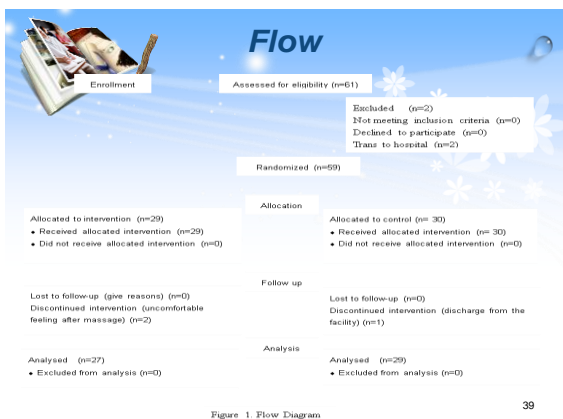 Flow
Enrollment
Assessed for eligibility (n=61)
Excluded (n=2)
Not meeting inclusion criteria (n=0)
Declined to participate (n=0)
Trans to hospital (n=2)
Randomized (n=59)
Allocation
Allocated to intervention (n=29)
• Received allocated intervention (n=29)
• Did not receive allocated intervention (n=0)
Allocated to control (n= 30)
• Received allocated intervention (n= 30)
• Did not receive allocated intervention (n=0)
Follow up
Lost to follow-up (give reasons) (n=0)
Discontinued intervention (uncomfortable
feeling after massage) (n=2)
Lost to follow-up (n=0)
Discontinued intervention (discharge from the
facility) (n=1)
Analysis
Analysed (n=27)
• Excluded from analysis (n=0)
Analysed (n=29)
• Excluded from analysis (n=0)
Figure 1. Flow Diagram
39